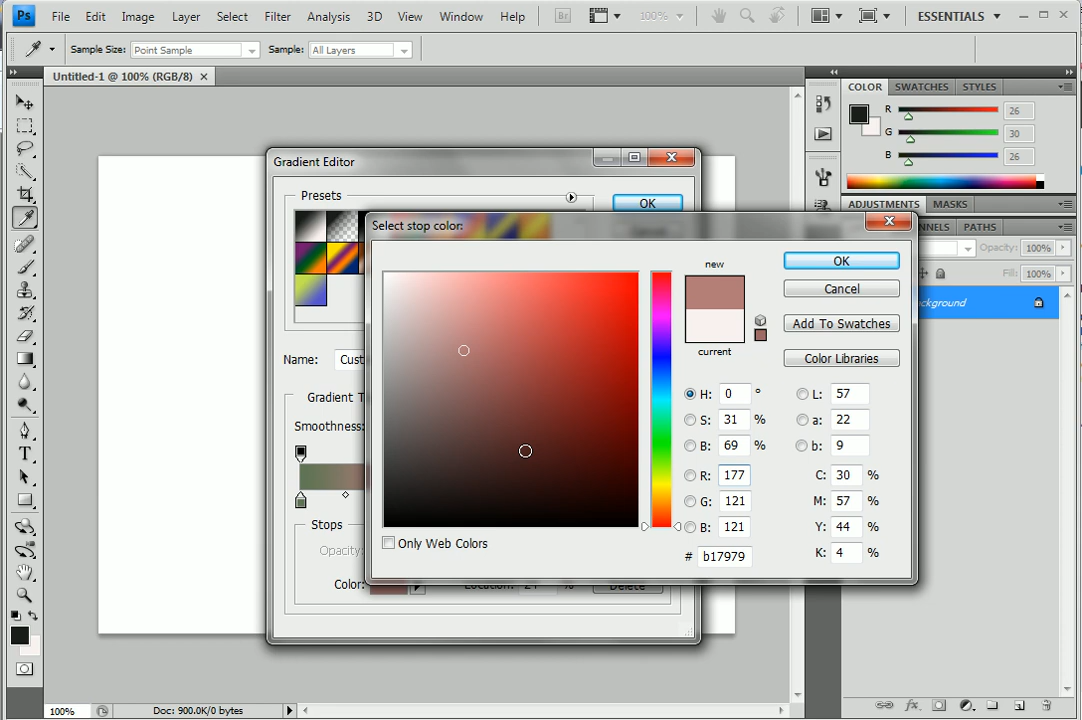 Ps File Edit Image Layer Select Filter Analysis 3D View Window Help Br 100% ESSENTIALS
Sample Size: Point Sample Sample: All Layers
Untitled-1 @ 100% (RGB/8) ×
COLOR SWATCHES STYLES
R 26
G 30
B 26
ADJUSTMENTS MASKS
NNELS PATHS
Opacity: 100%
Fill: 100%
ckground
Gradient Editor
Presets
OK
Name: Cust
Gradient T
Smoothness:
Stops
Opacity:
Color: Location: 21 % Delete
Select stop color:
new
current
OK
Cancel
Add To Swatches
Color Libraries
H: 0 ° L: 57
S: 31 % a: 22
B: 69 % b: 9
R: 177 C: 30 %
G: 121 M: 57 %
B: 121 Y: 44 %
# b17979 K: 4 %
Only Web Colors
T
100% Doc: 900.0K/0 bytes
fx